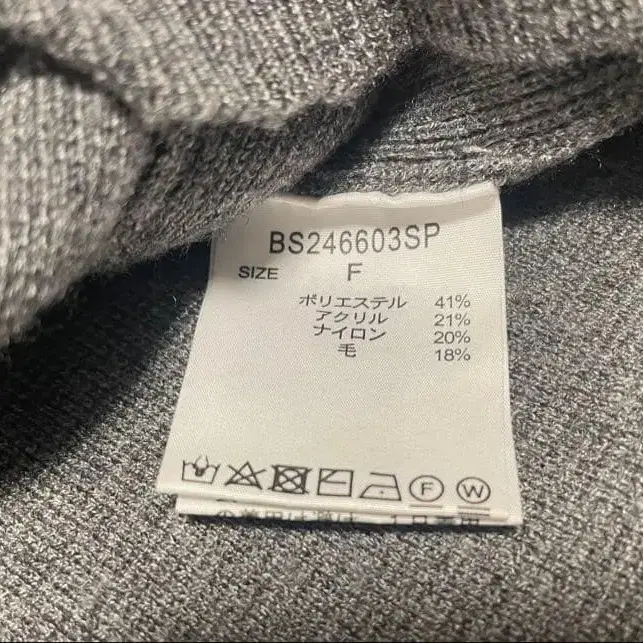 BS246603SP
SIZE F
ポリエステル 41%
アクリル 21%
ナイロン 20%
毛 18%
F W